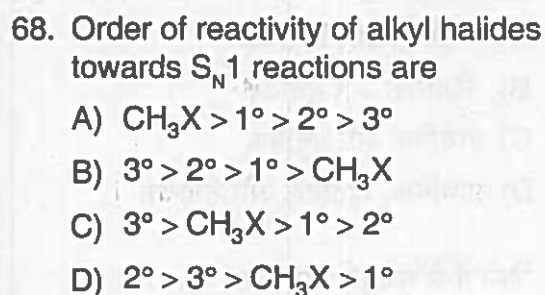 68. Order of reactivity of alkyl halides
towards S_N1 reactions are
A) CH₃X > 1° > 2° > 3°
B) 3° > 2° > 1° > CH₃X
C) 3° > CH₃X > 1° > 2°
D) 2° > 3° > CH₃X > 1°